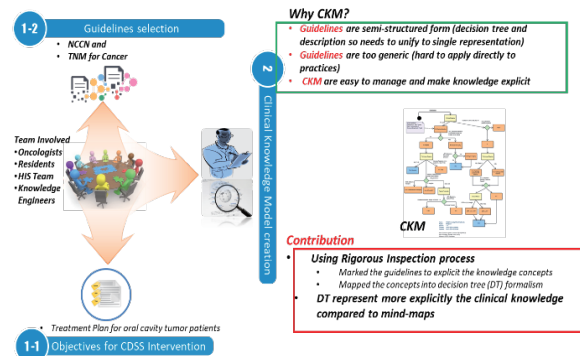 1-2
Guidelines selection
• NCCN and
• TNM for Cancer
Team Involved
•Oncologists
•Residents
•HIS Team
•Knowledge
Engineers
• Treatment Plan for oral cavity tumor patients
1-1
Objectives for CDSS Intervention
2
Clinical Knowledge Model creation
Why CKM?
• Guidelines are semi-structured form (decision tree and
description so needs to unify to single representation)
• Guidelines are too generic (hard to apply directly to
practices)
• CKM are easy to manage and make knowledge explicit
CKM
Contribution
• Using Rigorous Inspection process
• Marked the guidelines to explicit the knowledge concepts
• Mapped the concepts into decision tree (DT) formalism
• DT represent more explicitly the clinical knowledge
compared to mind-maps